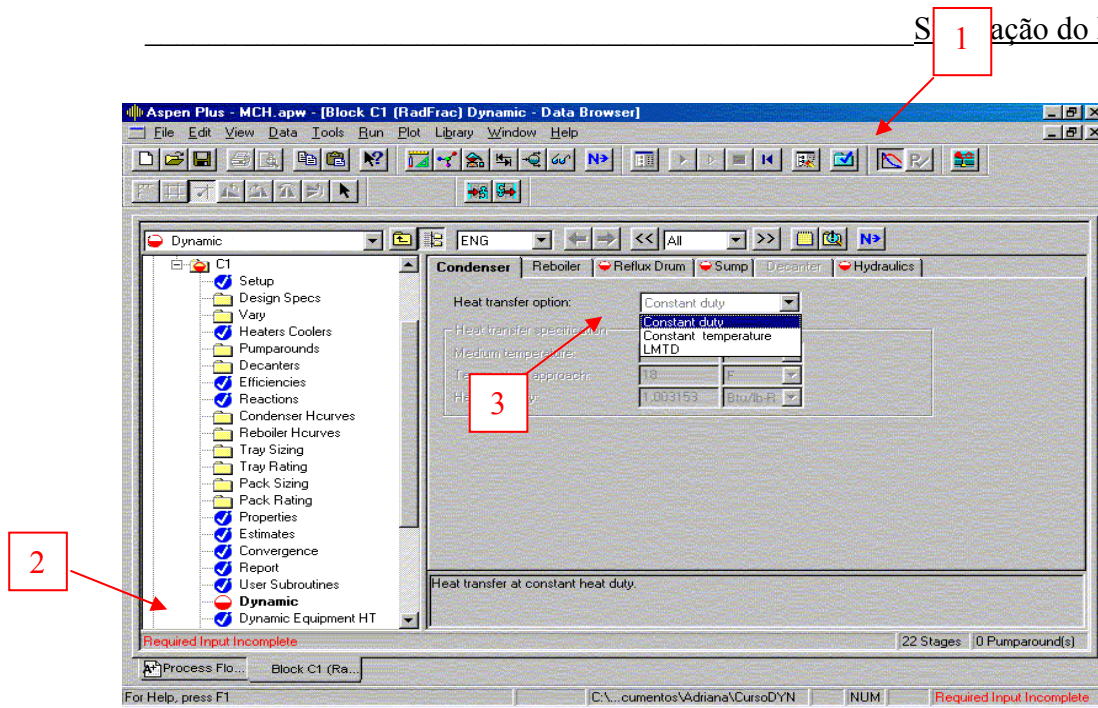 1
Aspen Plus - MCH.apw - [Block C1 (RadFrac) Dynamic - Data Browser]
File Edit View Data Tools Run Plot Library Window Help
N>
Dynamic ENG << All >> N>
C1
Setup
Design Specs
Vary
Heaters Coolers
Pumparounds
Decanters
Efficiencies
Reactions
Condenser Hcurves
Reboiler Hcurves
Tray Sizing
Tray Rating
Pack Sizing
Pack Rating
Properties
Estimates
Convergence
Report
User Subroutines
Dynamic
Dynamic Equipment HT
Condenser Reboiler Reflux Drum Sump Decanter Hydraulics
Heat transfer option: Constant duty
Constant duty
Constant temperature
LMTD
Heat transfer specification
Medium temperature:
approach: 18 F
1.003153 Btu/lb-R
3
2
Heat transfer at constant heat duty.
Required Input Incomplete 22 Stages 0 Pumparound(s)
Process Flo... Block C1 (Ra...
For Help, press F1 C:\...cumentos\Adriana\CursoDYN NUM Required Input Incomplete